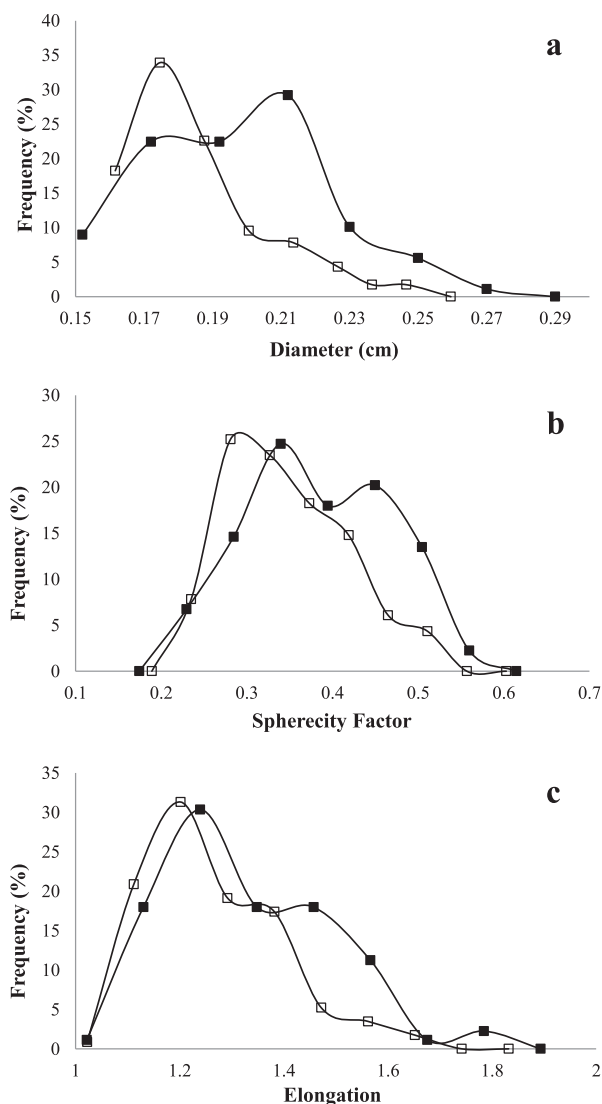 40
35
30
25
20
15
10
5
0
Frequency (%)
a
0.15 0.17 0.19 0.21 0.23 0.25 0.27 0.29
Diameter (cm)
30
25
20
15
10
5
0
Frequency (%)
b
0.1 0.2 0.3 0.4 0.5 0.6 0.7
Spherecity Factor
35
30
25
20
15
10
5
0
Frequency (%)
c
1 1.2 1.4 1.6 1.8 2
Elongation